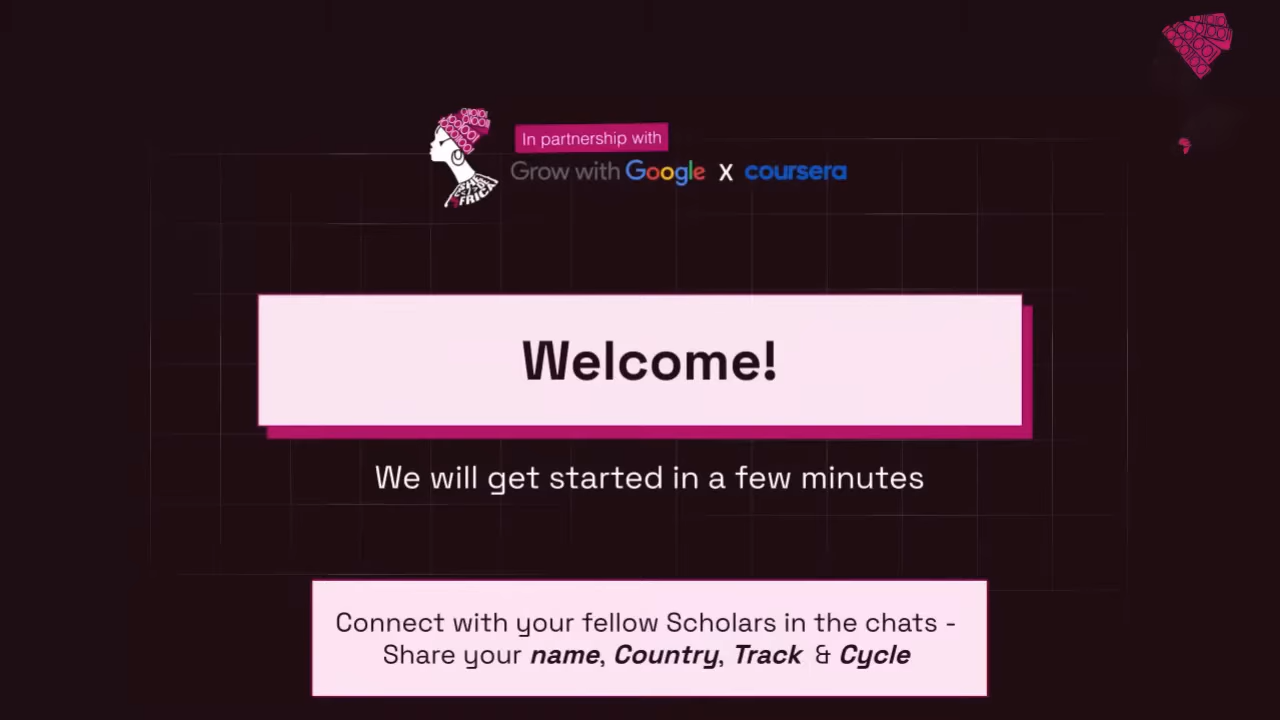 In partnership with
Grow with Google X coursera
Welcome!
We will get started in a few minutes
Connect with your fellow Scholars in the chats -
Share your name, Country, Track & Cycle